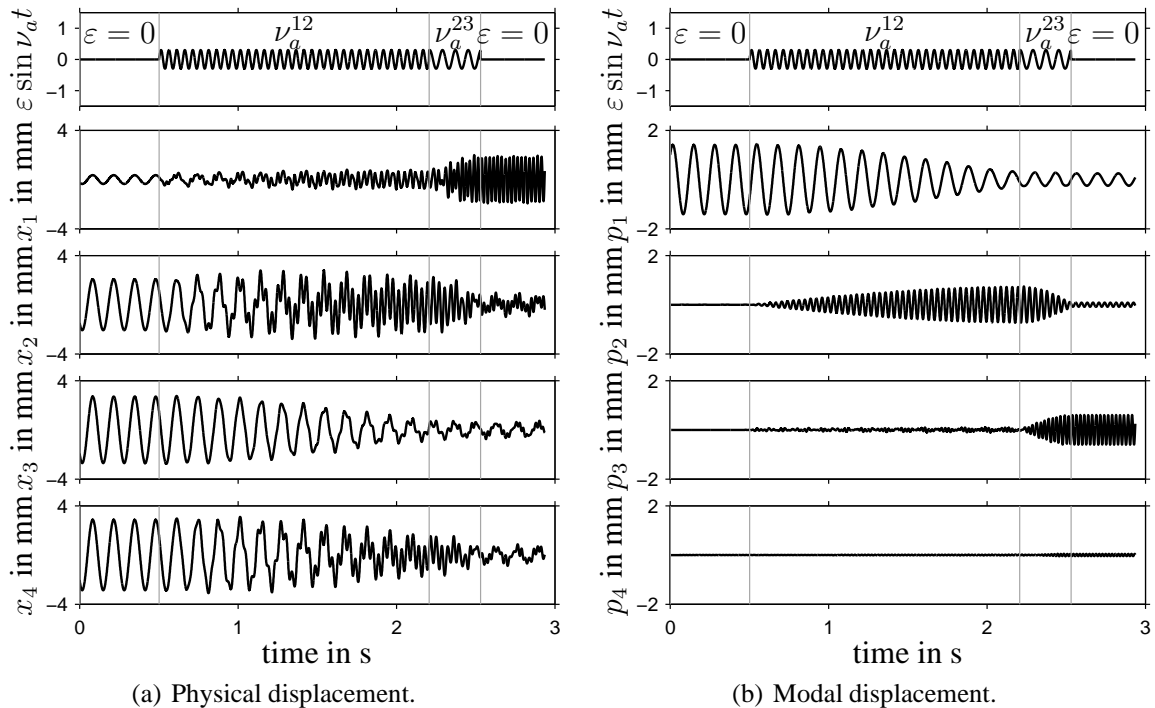 ε sin ν_a t
1
0
−1
ε = 0
ν_a^{12}
ν_a^{23}
ε = 0
x_1 in mm
4
−4
x_2 in mm
4
−4
x_3 in mm
4
−4
x_4 in mm
4
−4
0
1
2
3
time in s
(a) Physical displacement.
ε sin ν_a t
1
0
−1
ε = 0
ν_a^{12}
ν_a^{23}
ε = 0
p_1 in mm
2
−2
p_2 in mm
2
−2
p_3 in mm
2
−2
p_4 in mm
2
−2
0
1
2
3
time in s
(b) Modal displacement.